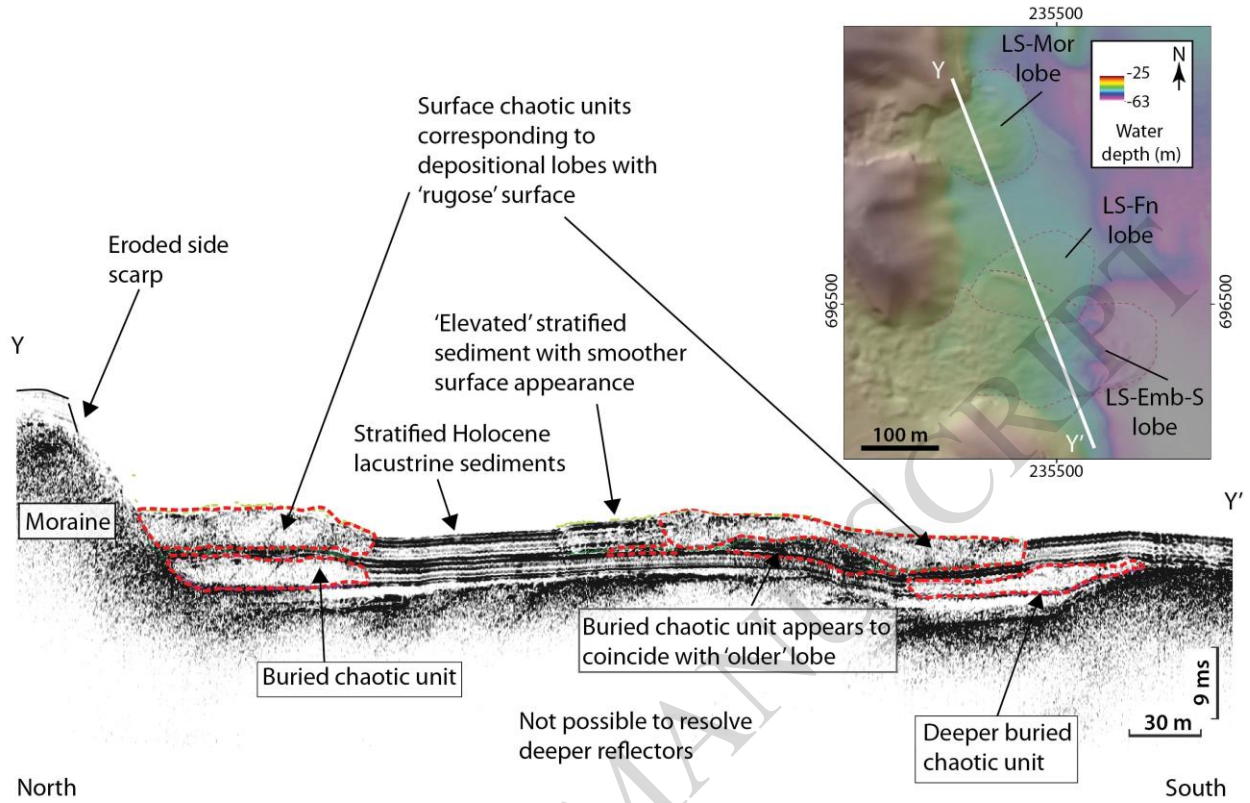 235500
LS-Mor
lobe
Y
-25
-63
N
Water
depth (m)
Surface chaotic units
corresponding to
depositional lobes with
‘rugose’ surface
LS-Fn
lobe
Eroded side
scarp
696500
696500
‘Elevated’ stratified
sediment with smoother
surface appearance
Y
LS-Emb-S
lobe
Stratified Holocene
lacustrine sediments
100 m
Y'
235500
Y'
Moraine
Buried chaotic unit appears to
coincide with ‘older’ lobe
Buried chaotic unit
9 ms
30 m
Not possible to resolve
deeper reflectors
Deeper buried
chaotic unit
North
South
MANUSCRIPT